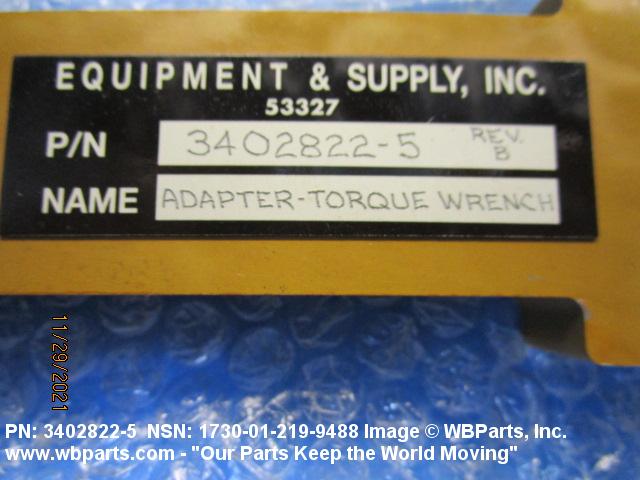 EQUIPMENT & SUPPLY, INC.
53327
P/N 3402822-5 REV. B
NAME ADAPTER-TORQUE WRENCH
11/29/2021
PN: 3402822-5 NSN: 1730-01-219-9488 Image © WBParts, Inc.
www.wbparts.com - "Our Parts Keep the World Moving"